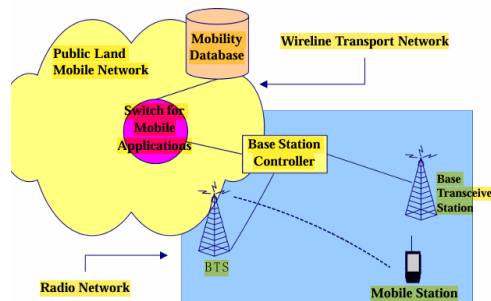 Public Land
Mobile Network
Mobility
Database
Wireline Transport Network
Switch for
Mobile
Applications
Base Station
Controller
Base
Transceive
Station
BTS
Radio Network
Mobile Station